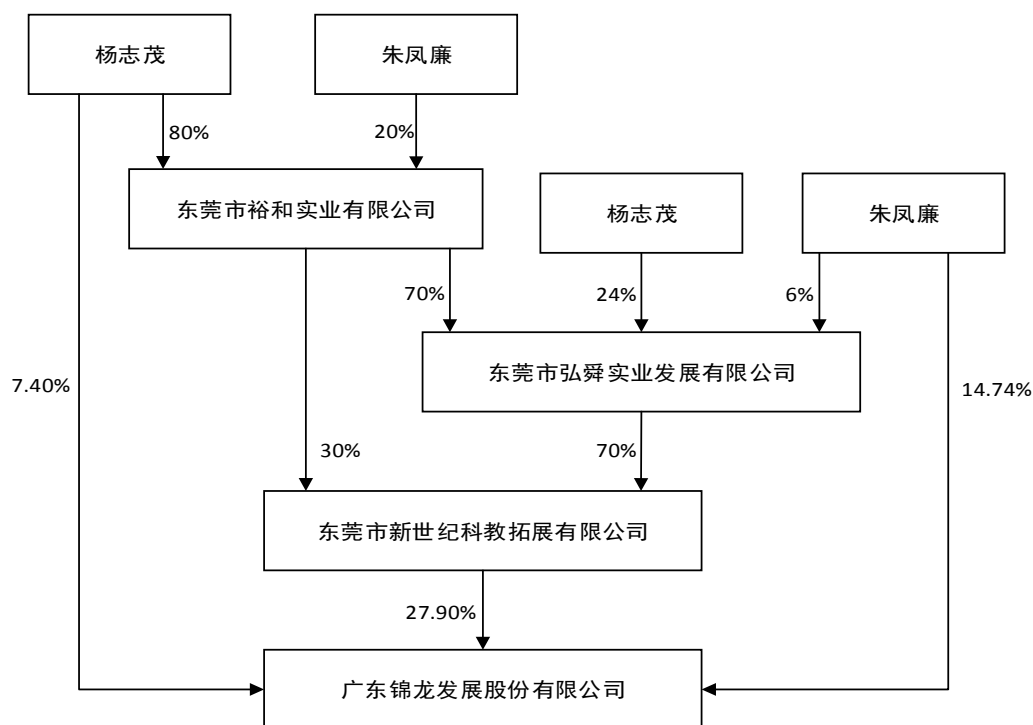 杨志茂
朱凤廉
80%
20%
东莞市裕和实业有限公司
杨志茂
朱凤廉
70%
24%
6%
东莞市弘舜实业发展有限公司
7.40%
14.74%
30%
70%
东莞市新世纪科教拓展有限公司
27.90%
广东锦龙发展股份有限公司